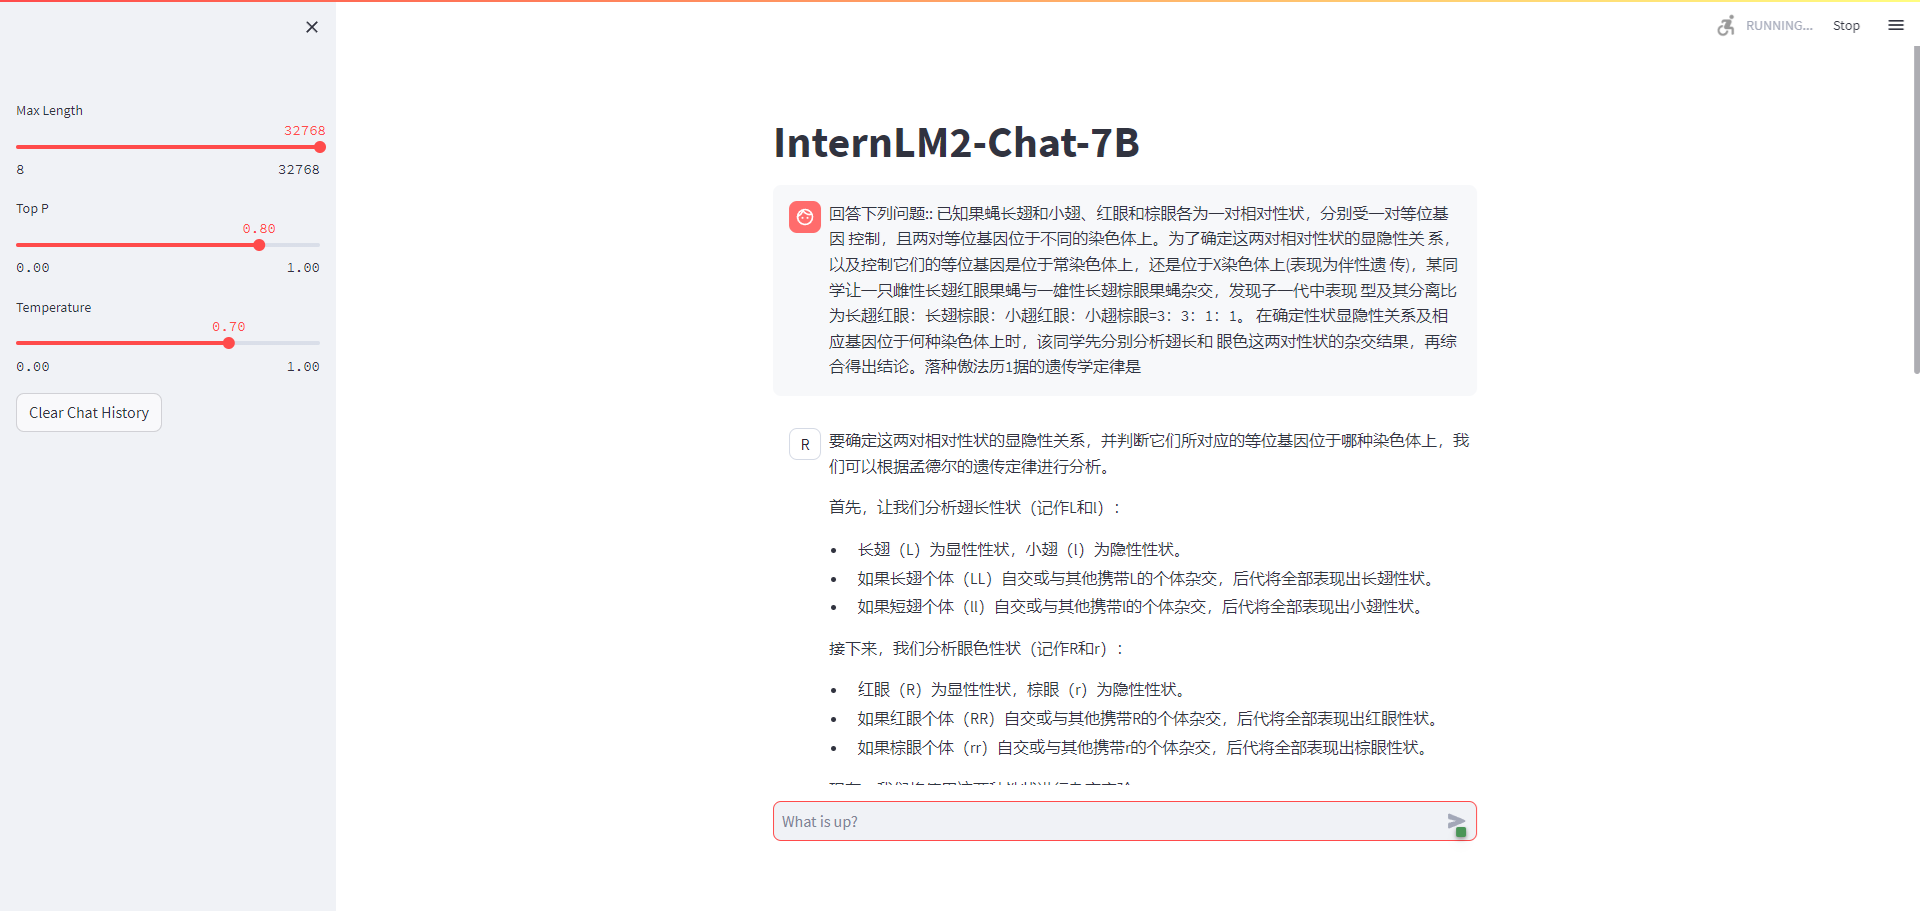 RUNNING...
Stop
Max Length
32768
8
32768
Top P
0.80
0.00
1.00
Temperature
0.70
0.00
1.00
Clear Chat History
InternLM2-Chat-7B
回答下列问题:: 已知果蝇长翅和小翅、红眼和棕眼各为一对相对性状，分别受一对等位基
因 控制，且两对等位基因位于不同的染色体上。为了确定这两对相对性状的显隐性关 系，
以及控制它们的等位基因是位于常染色体上，还是位于X染色体上(表现为伴性遗 传)，某同
学让一只雌性长翅红眼果蝇与一雄性长翅棕眼果蝇杂交，发现子一代中表现 型及其分离比
为长趐红眼：长翅棕眼：小趐红眼：小趐棕眼=3：3：1：1。 在确定性状显隐性关系及相
应基因位于何种染色体上时，该同学先分别分析翅长和 眼色这两对性状的杂交结果，再综
合得出结论。落种傲法历1据的遗传学定律是
R
要确定这两对相对性状的显隐性关系，并判断它们所对应的等位基因位于哪种染色体上，我
们可以根据孟德尔的遗传定律进行分析。
首先，让我们分析翅长性状（记作L和l）：
• 长翅（L）为显性性状，小翅（l）为隐性性状。
• 如果长翅个体（LL）自交或与其他携带L的个体杂交，后代将全部表现出长翅性状。
• 如果短翅个体（ll）自交或与其他携带l的个体杂交，后代将全部表现出小翅性状。
接下来，我们分析眼色性状（记作R和r）：
• 红眼（R）为显性性状，棕眼（r）为隐性性状。
• 如果红眼个体（RR）自交或与其他携带R的个体杂交，后代将全部表现出红眼性状。
• 如果棕眼个体（rr）自交或与其他携带r的个体杂交，后代将全部表现出棕眼性状。
What is up?